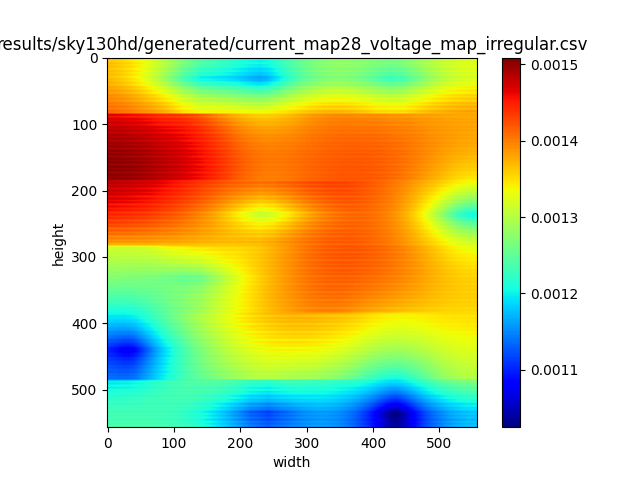 results/sky130hd/generated/current_map28_voltage_map_irregular.csv
0
100
200
300
400
500
height
0 100 200 300 400 500
width
0.0015
0.0014
0.0013
0.0012
0.0011